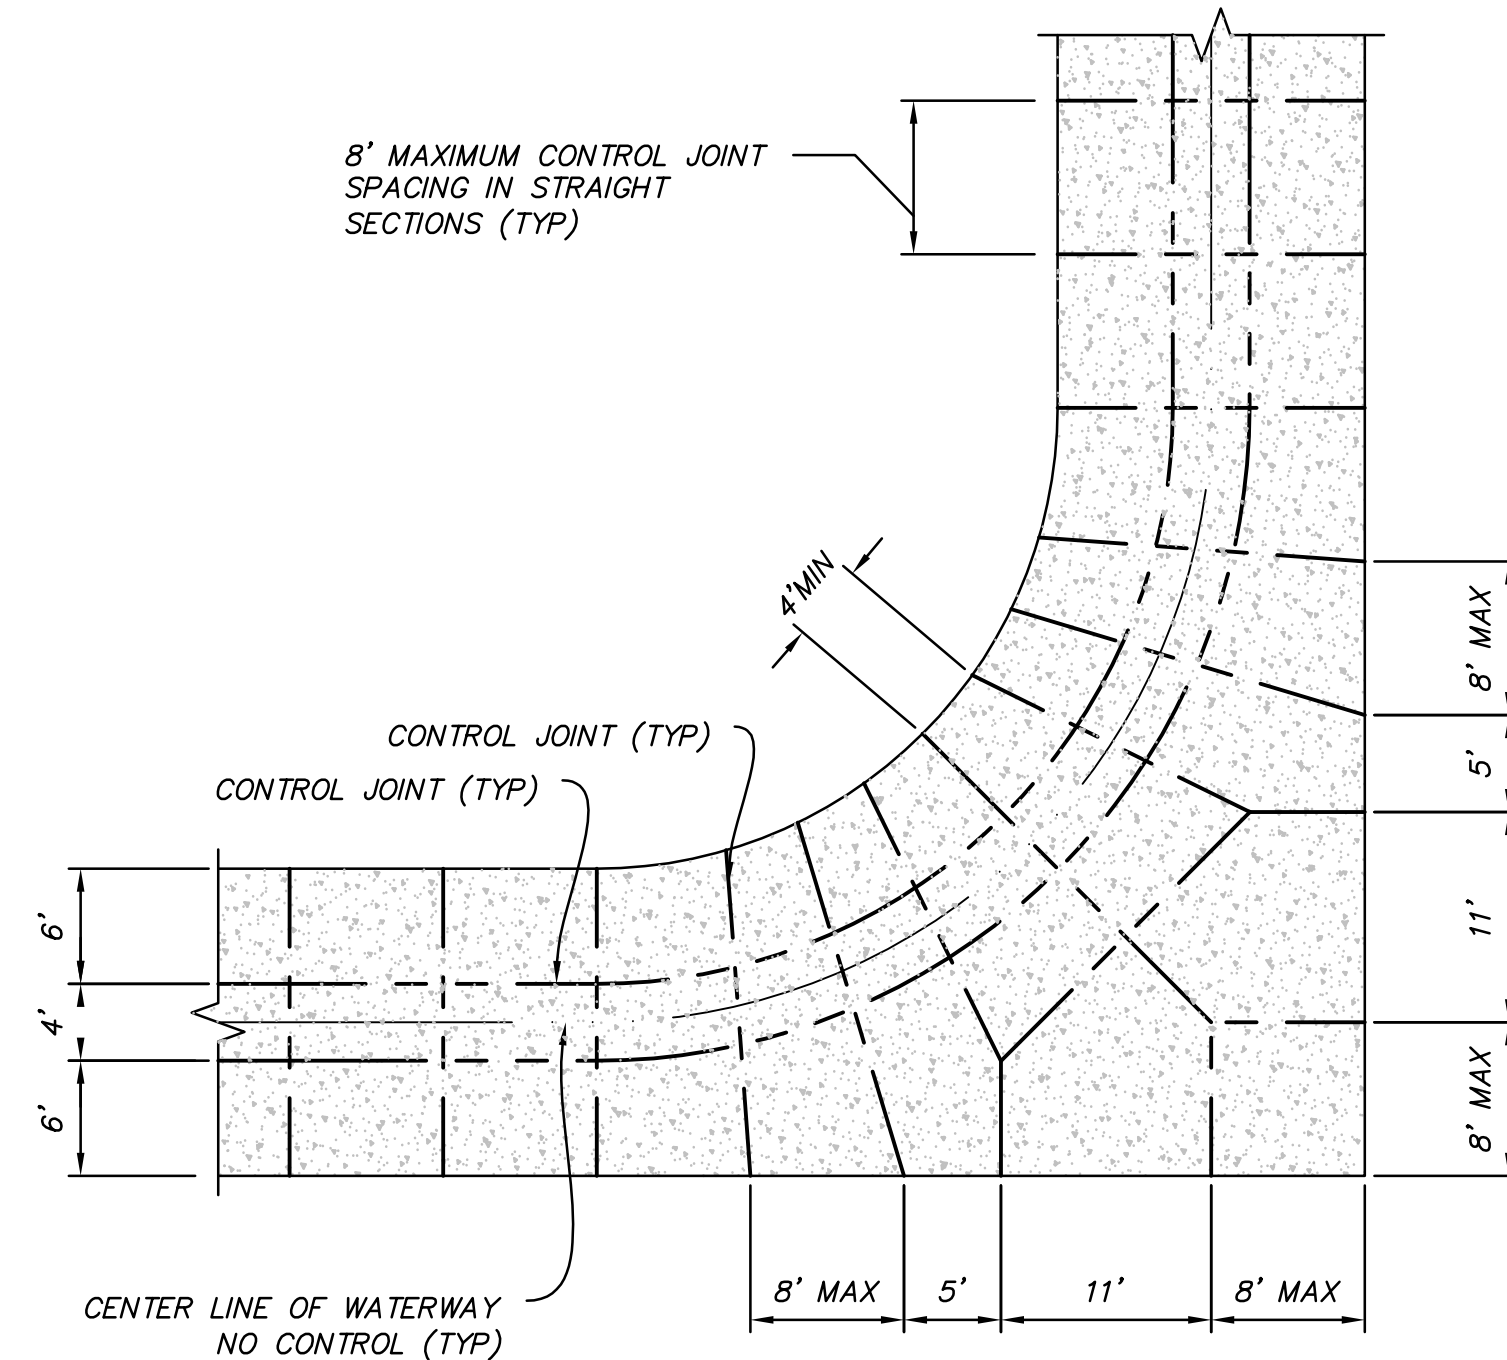 8' MAXIMUM CONTROL JOINT
SPACING IN STRAIGHT
SECTIONS (TYP)
4'MIN
CONTROL JOINT (TYP)
CONTROL JOINT (TYP)
8' MAX
5'
11'
8' MAX
6'
4'
6'
8' MAX
5'
11'
8' MAX
CENTER LINE OF WATERWAY
NO CONTROL (TYP)